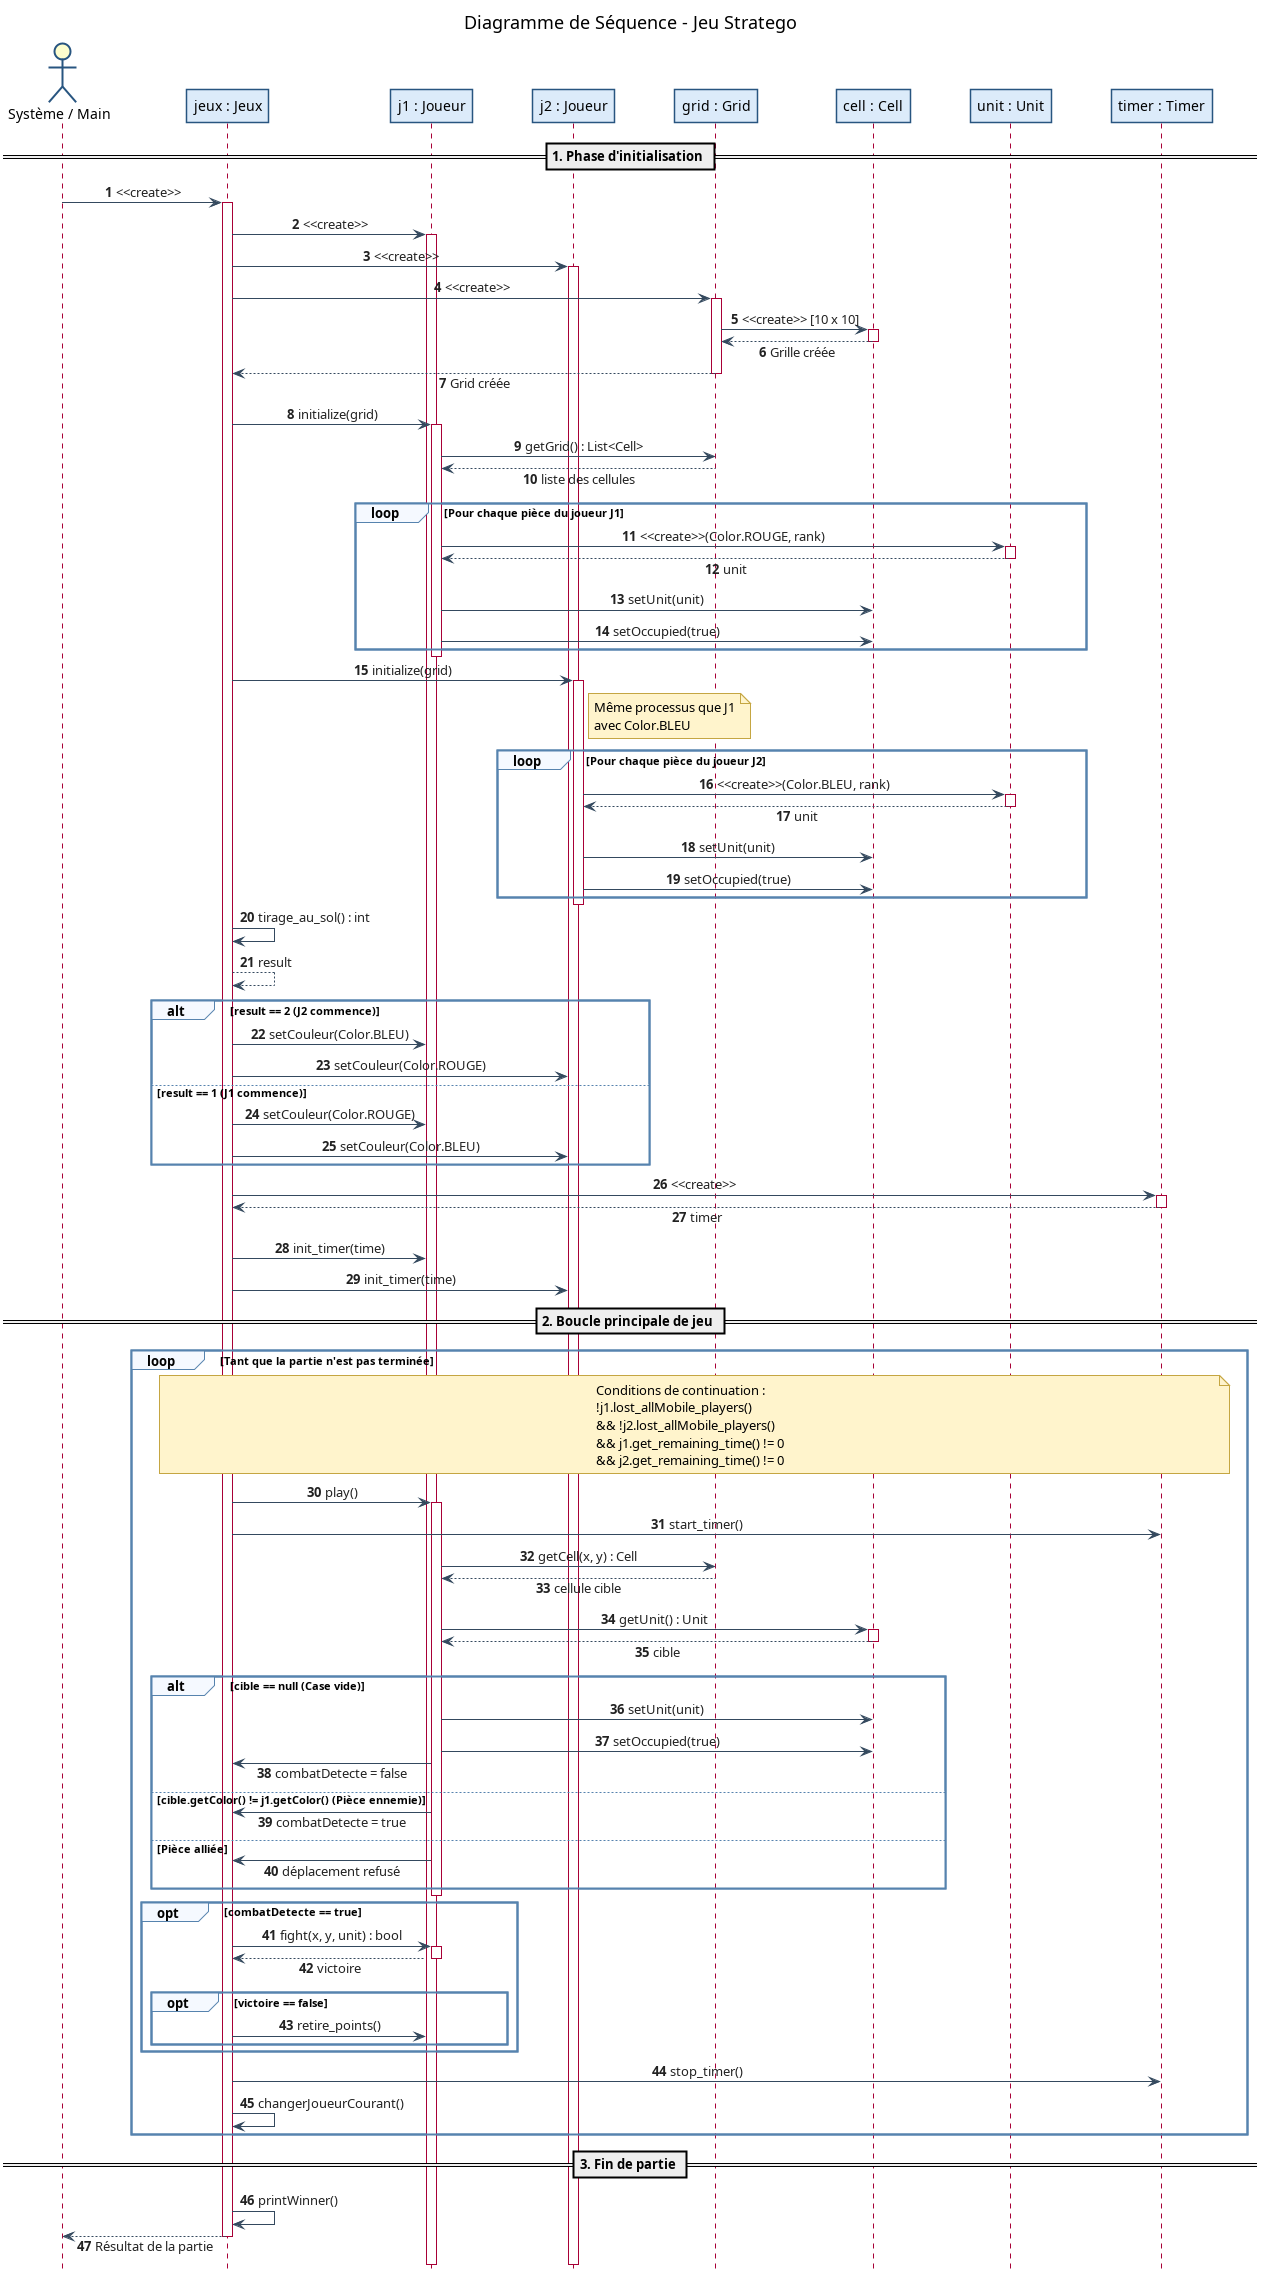 Diagramme de Séquence - Jeu Stratego
Système / Main
jeux : Jeux
j1 : Joueur
j2 : Joueur
grid : Grid
cell : Cell
unit : Unit
timer : Timer
1. Phase d'initialisation
1 <<create>>
2 <<create>>
3 <<create>>
4 <<create>>
5 <<create>> [10 x 10]
6 Grille créée
7 Grid créée
8 initialize(grid)
9 getGrid() : List<Cell>
10 liste des cellules
loop [Pour chaque pièce du joueur J1]
11 <<create>>(Color.ROUGE, rank)
12 unit
13 setUnit(unit)
14 setOccupied(true)
15 initialize(grid)
Même processus que J1
avec Color.BLEU
loop [Pour chaque pièce du joueur J2]
16 <<create>>(Color.BLEU, rank)
17 unit
18 setUnit(unit)
19 setOccupied(true)
20 tirage_au_sol() : int
21 result
alt [result == 2 (J2 commence)]
22 setCouleur(Color.BLEU)
23 setCouleur(Color.ROUGE)
[result == 1 (J1 commence)]
24 setCouleur(Color.ROUGE)
25 setCouleur(Color.BLEU)
26 <<create>>
27 timer
28 init_timer(time)
29 init_timer(time)
2. Boucle principale de jeu
loop [Tant que la partie n'est pas terminée]
Conditions de continuation :
!j1.lost_allMobile_players()
&& !j2.lost_allMobile_players()
&& j1.get_remaining_time() != 0
&& j2.get_remaining_time() != 0
30 play()
31 start_timer()
32 getCell(x, y) : Cell
33 cellule cible
34 getUnit() : Unit
35 cible
alt [cible == null (Case vide)]
36 setUnit(unit)
37 setOccupied(true)
38 combatDetecte = false
[cible.getColor() != j1.getColor() (Pièce ennemie)]
39 combatDetecte = true
[Pièce alliée]
40 déplacement refusé
opt [combatDetecte == true]
41 fight(x, y, unit) : bool
42 victoire
opt [victoire == false]
43 retire_points()
44 stop_timer()
45 changerJoueurCourant()
3. Fin de partie
46 printWinner()
47 Résultat de la partie